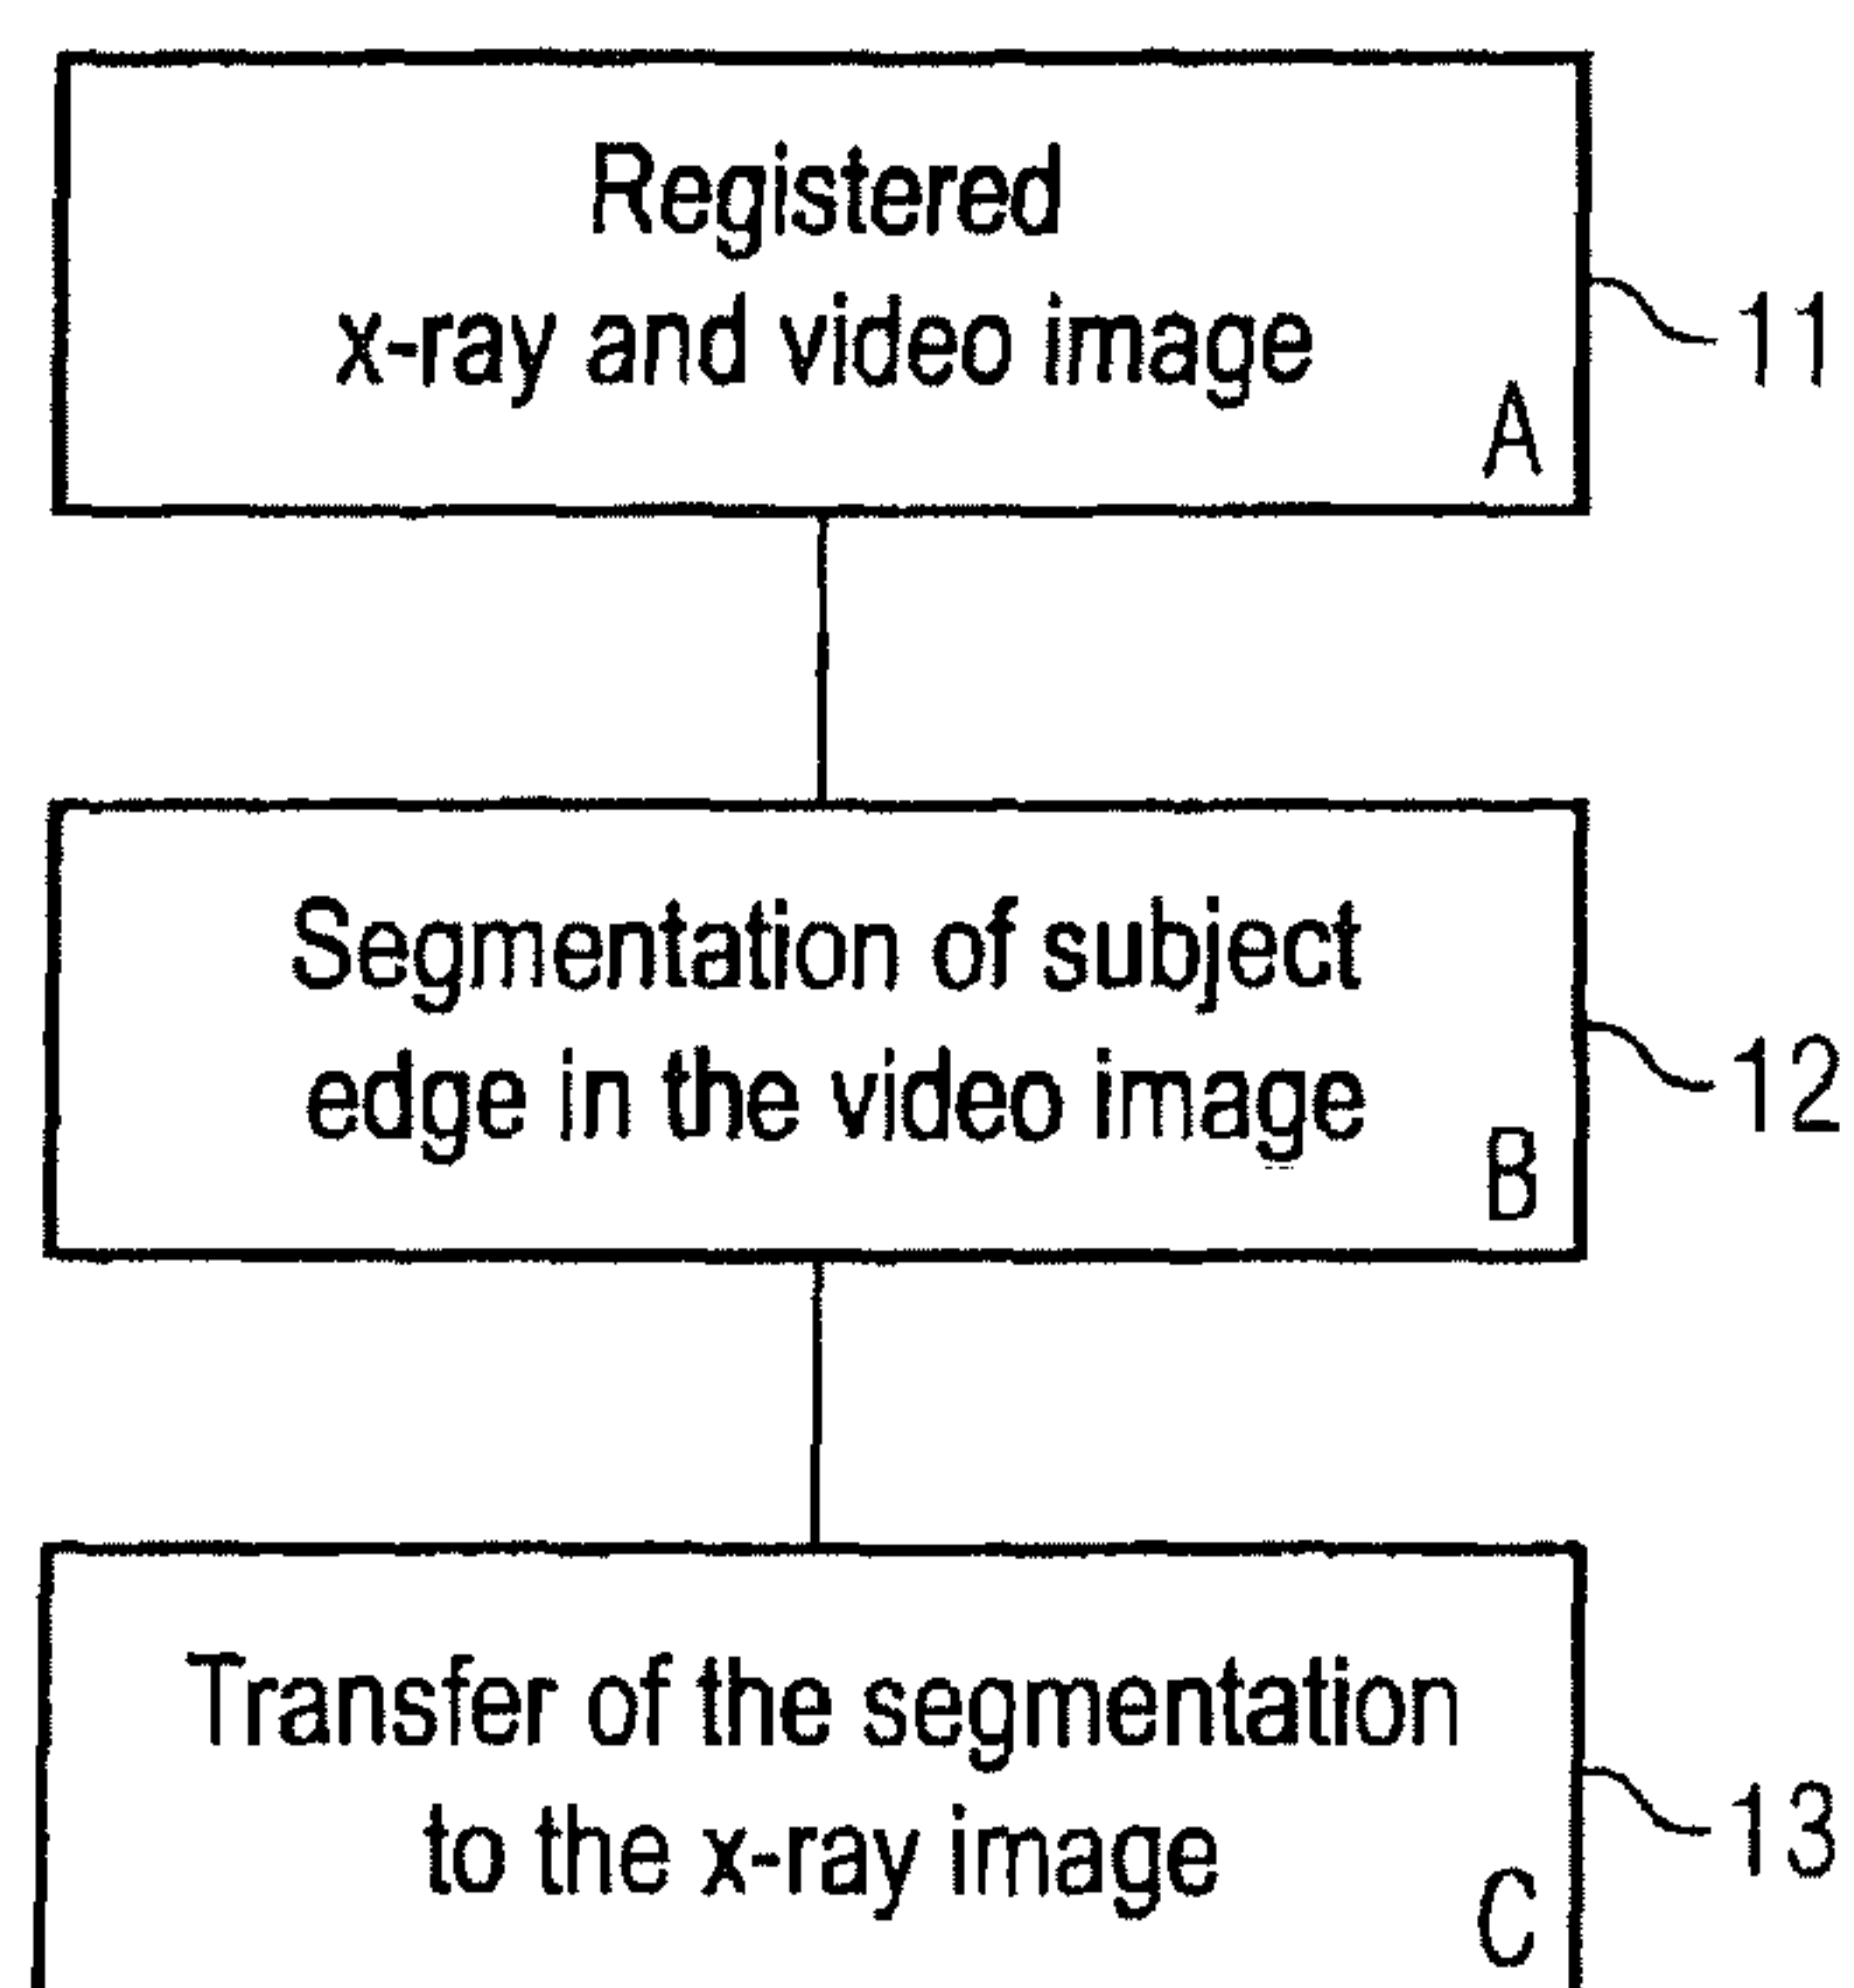 Registered
x-ray and video image
11
A
Segmentation of subject
edge in the video image
12
B
Transfer of the segmentation
to the x-ray image
13
C